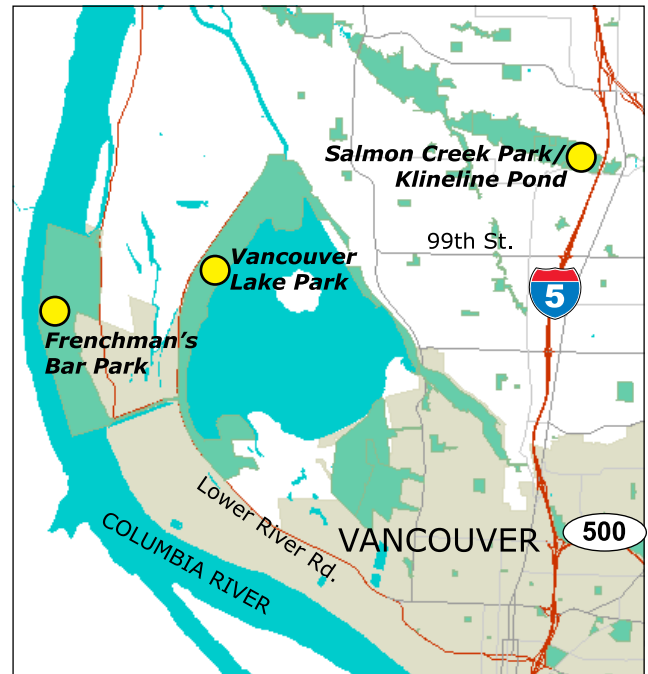 Salmon Creek Park/
Klineline Pond
99th St.
Vancouver
Lake Park
5
Frenchman's
Bar Park
Lower River Rd.
VANCOUVER
500
COLUMBIA RIVER